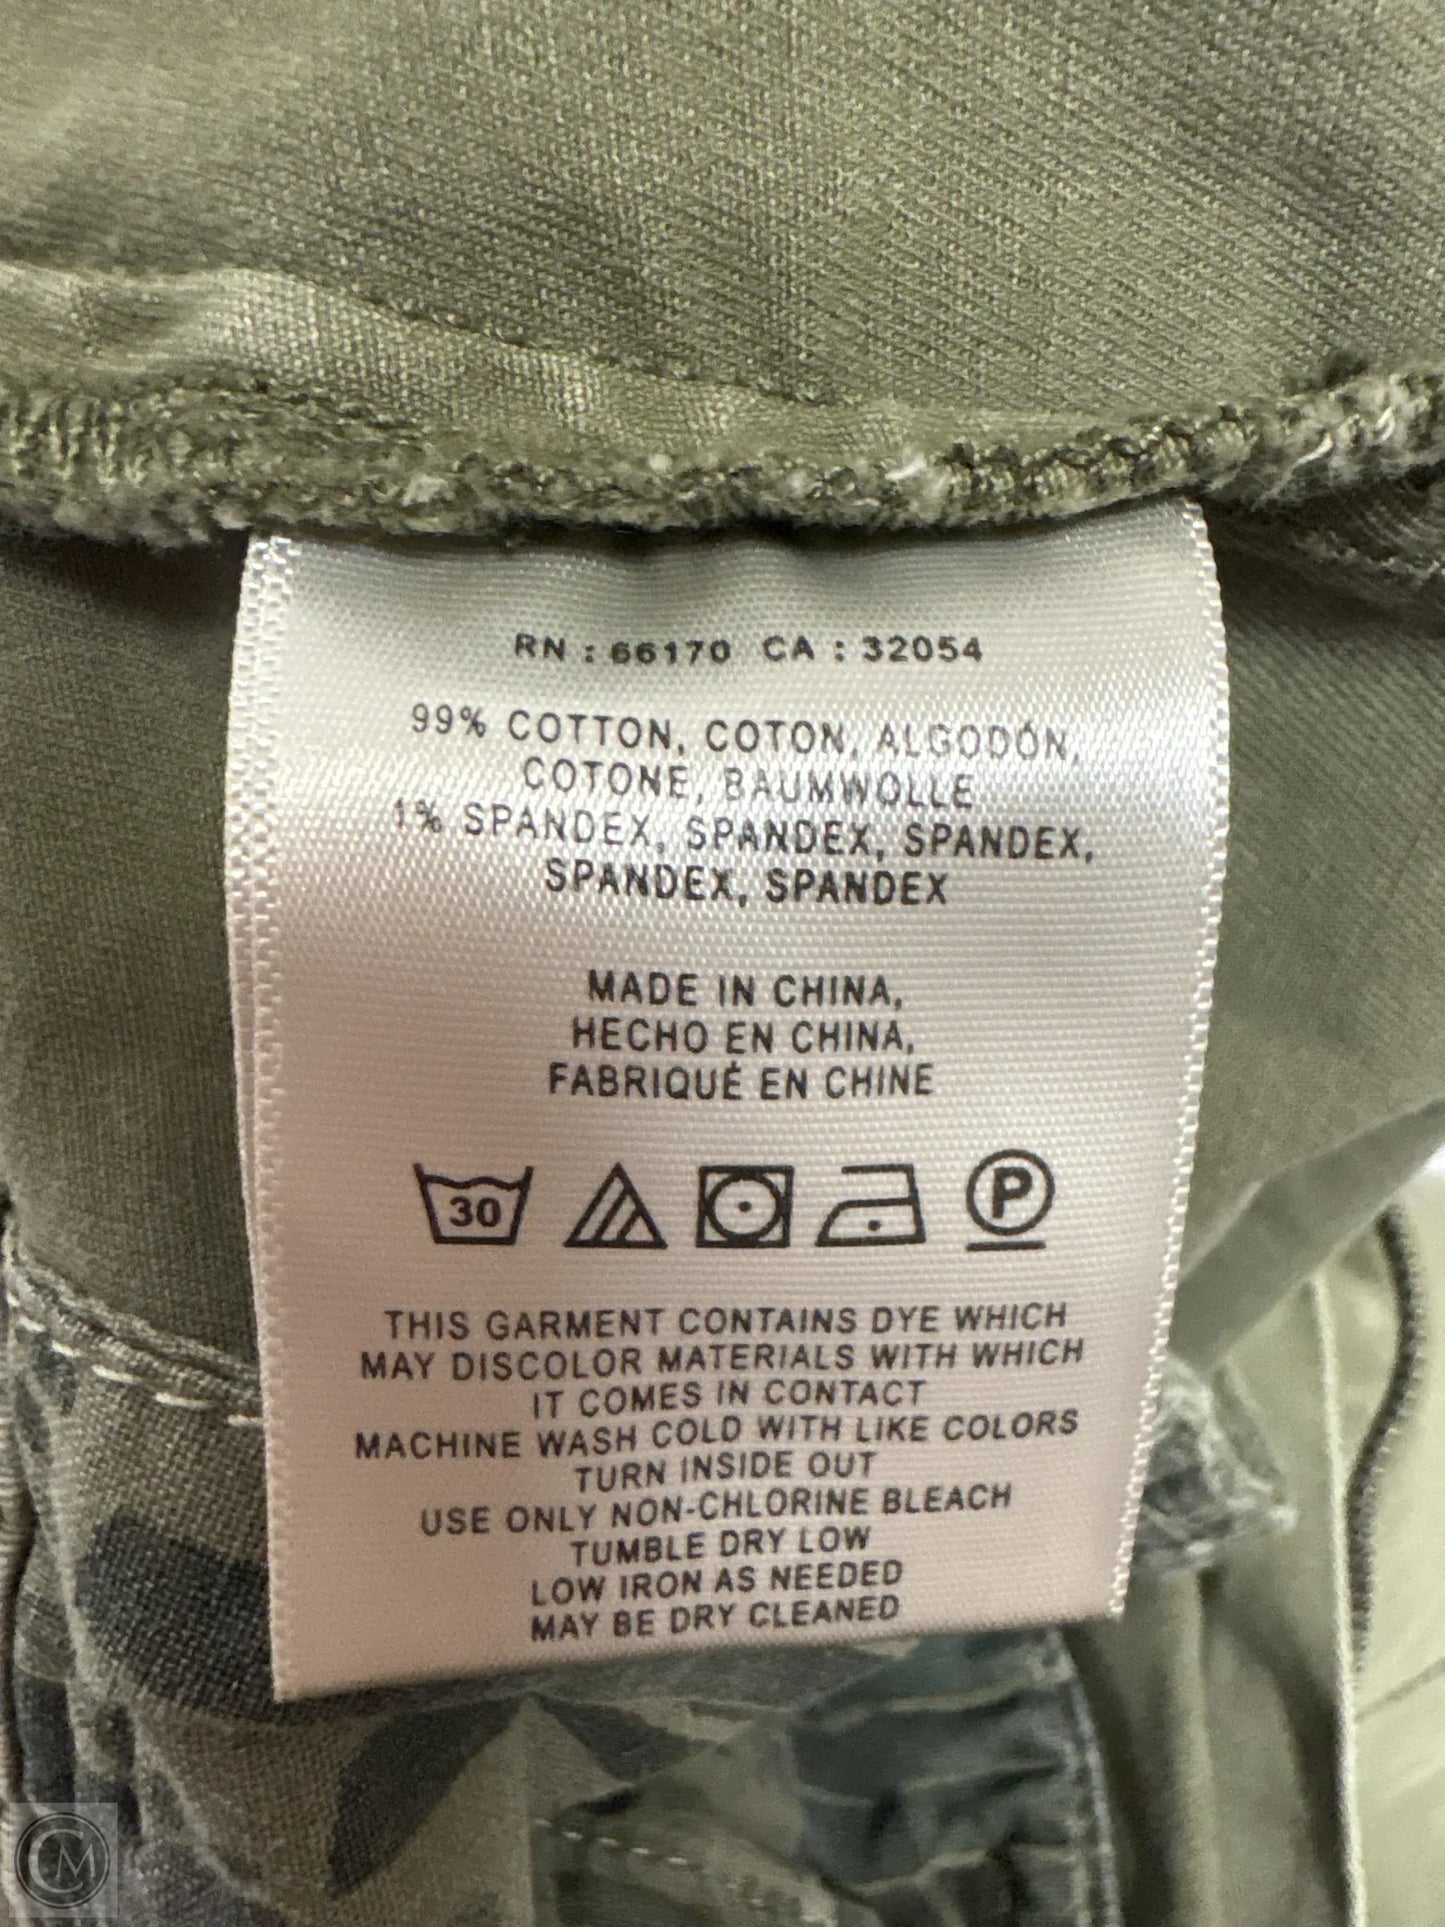 RN : 66170 CA : 32054
99% COTTON, COTON, ALGODÓN,
COTONE, BAUMWOLLE
1% SPANDEX, SPANDEX, SPANDEX,
SPANDEX, SPANDEX
MADE IN CHINA,
HECHO EN CHINA,
FABRIQUÉ EN CHINE
30 P
THIS GARMENT CONTAINS DYE WHICH
MAY DISCOLOR MATERIALS WITH WHICH
IT COMES IN CONTACT
MACHINE WASH COLD WITH LIKE COLORS
TURN INSIDE OUT
USE ONLY NON-CHLORINE BLEACH
TUMBLE DRY LOW
LOW IRON AS NEEDED
MAY BE DRY CLEANED
CM